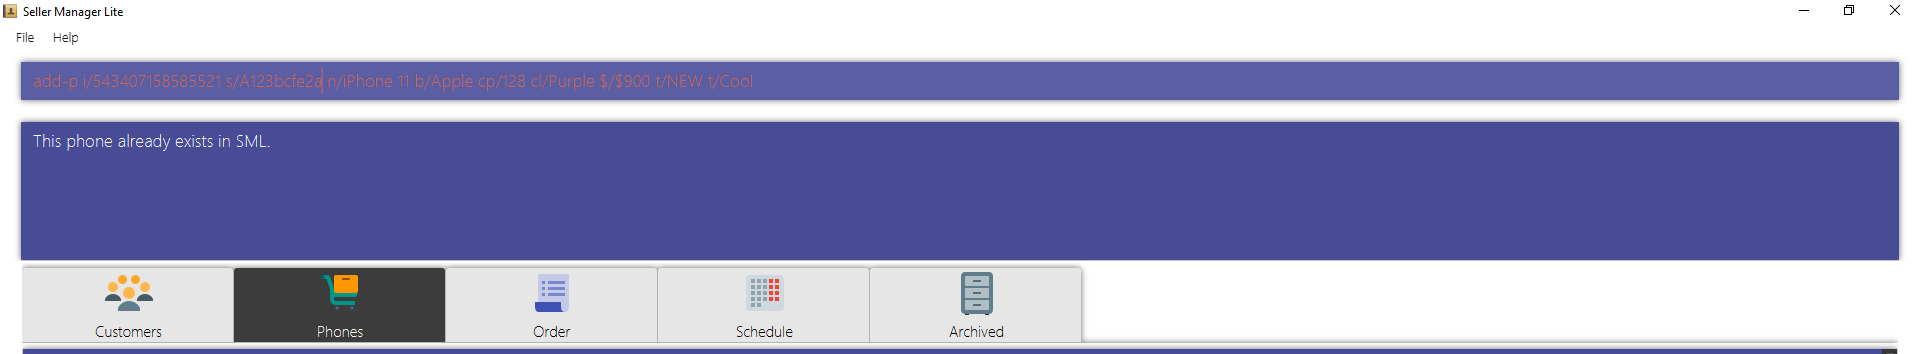 Seller Manager Lite
File Help
add-p i/543407158585521 s/A123bcfe2a n/iPhone 11 b/Apple cp/128 cl/Purple $/$900 t/NEW t/Cool
This phone already exists in SML.
Customers Phones Order Schedule Archived